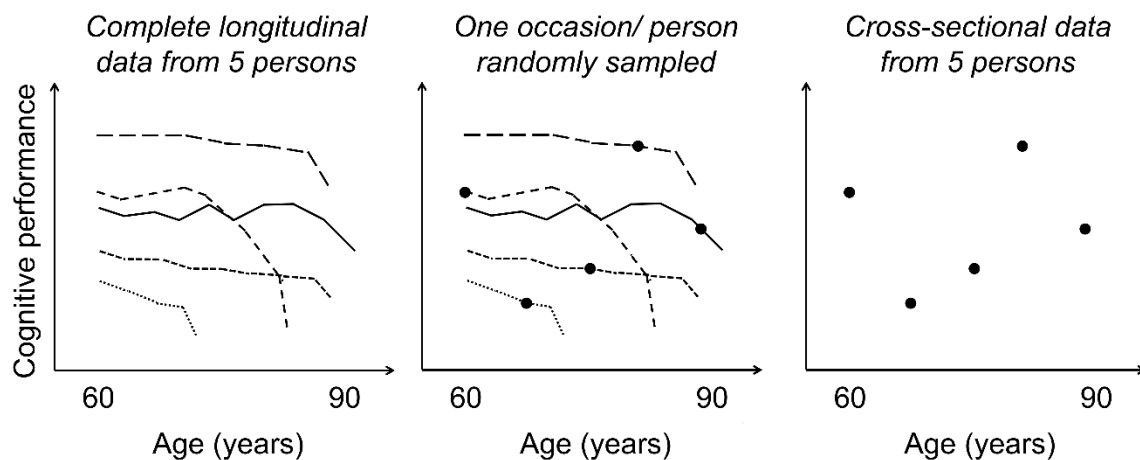 Complete longitudinal
data from 5 persons
One occasion/ person
randomly sampled
Cross-sectional data
from 5 persons
Cognitive performance
60
90
60
90
60
90
Age (years)
Age (years)
Age (years)